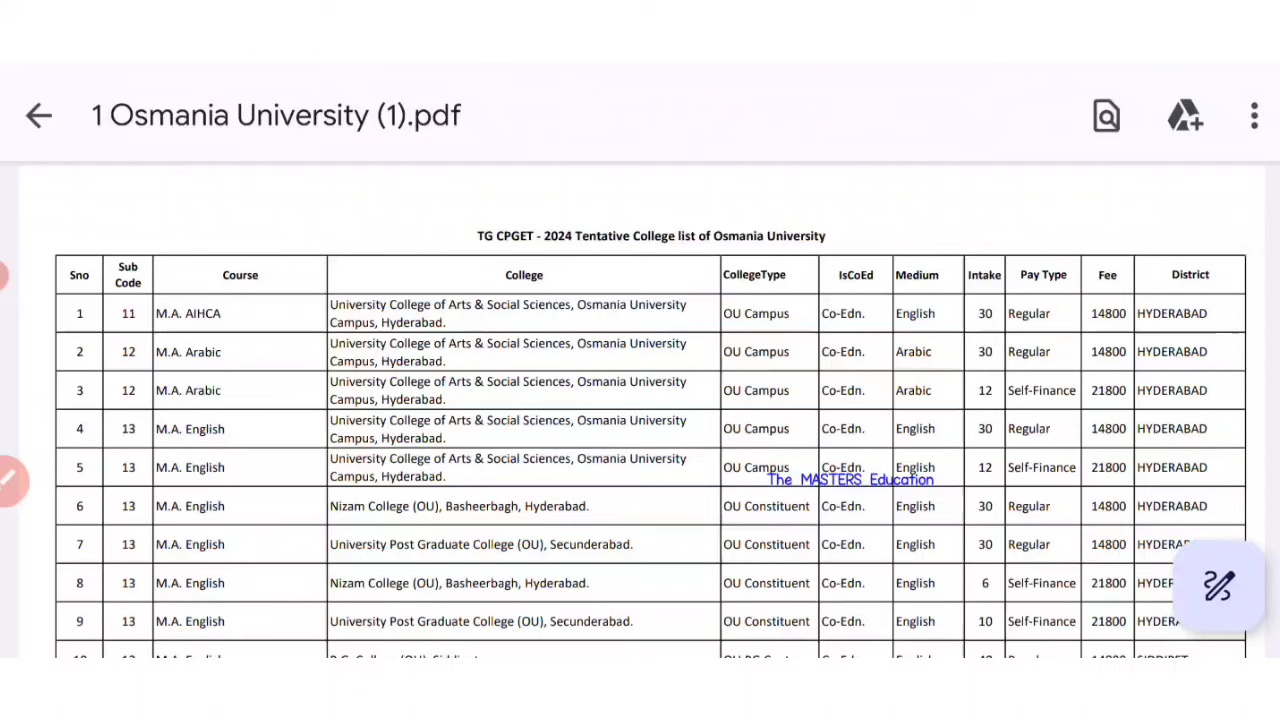 1 Osmania University (1).pdf
TG CPGET - 2024 Tentative College list of Osmania University
Sno Sub Code Course College CollegeType IsCoEd Medium Intake Pay Type Fee District
1 11 M.A. AIHCA University College of Arts & Social Sciences, Osmania University Campus, Hyderabad. OU Campus Co-Edn. English 30 Regular 14800 HYDERABAD
2 12 M.A. Arabic University College of Arts & Social Sciences, Osmania University Campus, Hyderabad. OU Campus Co-Edn. Arabic 30 Regular 14800 HYDERABAD
3 12 M.A. Arabic University College of Arts & Social Sciences, Osmania University Campus, Hyderabad. OU Campus Co-Edn. Arabic 12 Self-Finance 21800 HYDERABAD
4 13 M.A. English University College of Arts & Social Sciences, Osmania University Campus, Hyderabad. OU Campus Co-Edn. English 30 Regular 14800 HYDERABAD
5 13 M.A. English University College of Arts & Social Sciences, Osmania University Campus, Hyderabad. OU Campus Co-Edn. English 12 Self-Finance 21800 HYDERABAD
The MASTERS Education
6 13 M.A. English Nizam College (OU), Basheerbagh, Hyderabad. OU Constituent Co-Edn. English 30 Regular 14800 HYDERABAD
7 13 M.A. English University Post Graduate College (OU), Secunderabad. OU Constituent Co-Edn. English 30 Regular 14800
8 13 M.A. English Nizam College (OU), Basheerbagh, Hyderabad. OU Constituent Co-Edn. English 6 Self-Finance 21800
9 13 M.A. English University Post Graduate College (OU), Secunderabad. OU Constituent Co-Edn. English 10 Self-Finance 21800